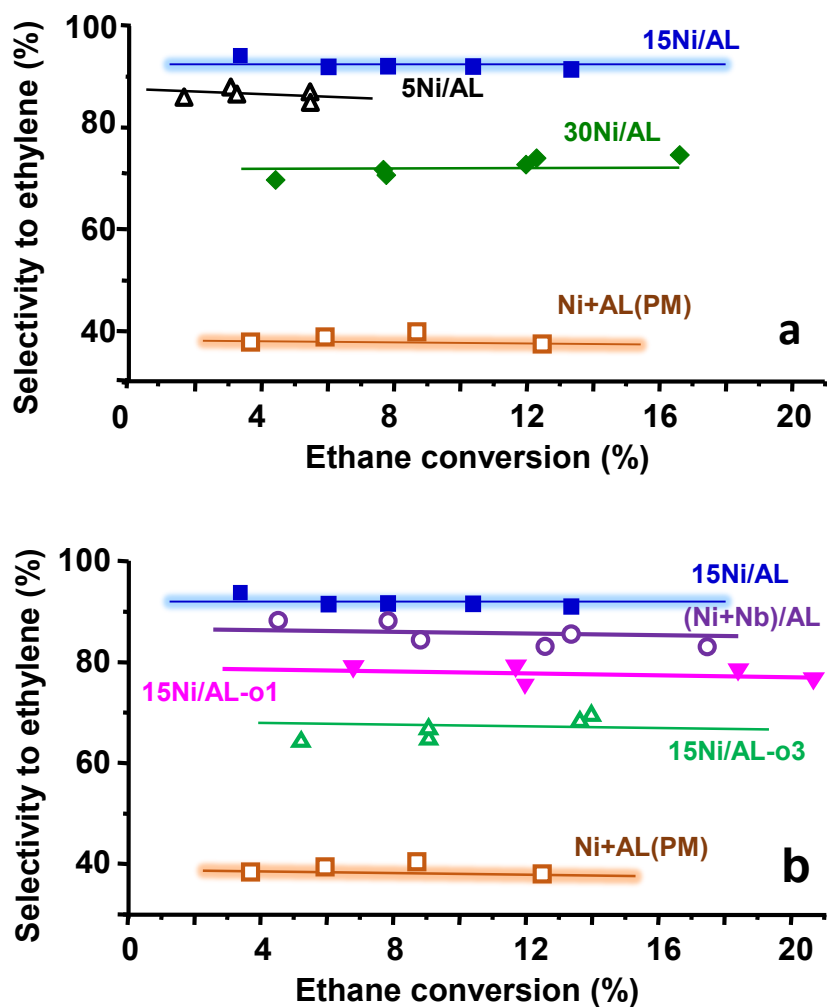 Selectivity to ethylene (%)
100
80
60
40
15Ni/AL
5Ni/AL
30Ni/AL
Ni+AL(PM)
a
0 4 8 12 16 20
Ethane conversion (%)
Selectivity to ethylene (%)
100
80
60
40
15Ni/AL
(Ni+Nb)/AL
15Ni/AL-o1
15Ni/AL-o3
Ni+AL(PM)
b
0 4 8 12 16 20
Ethane conversion (%)